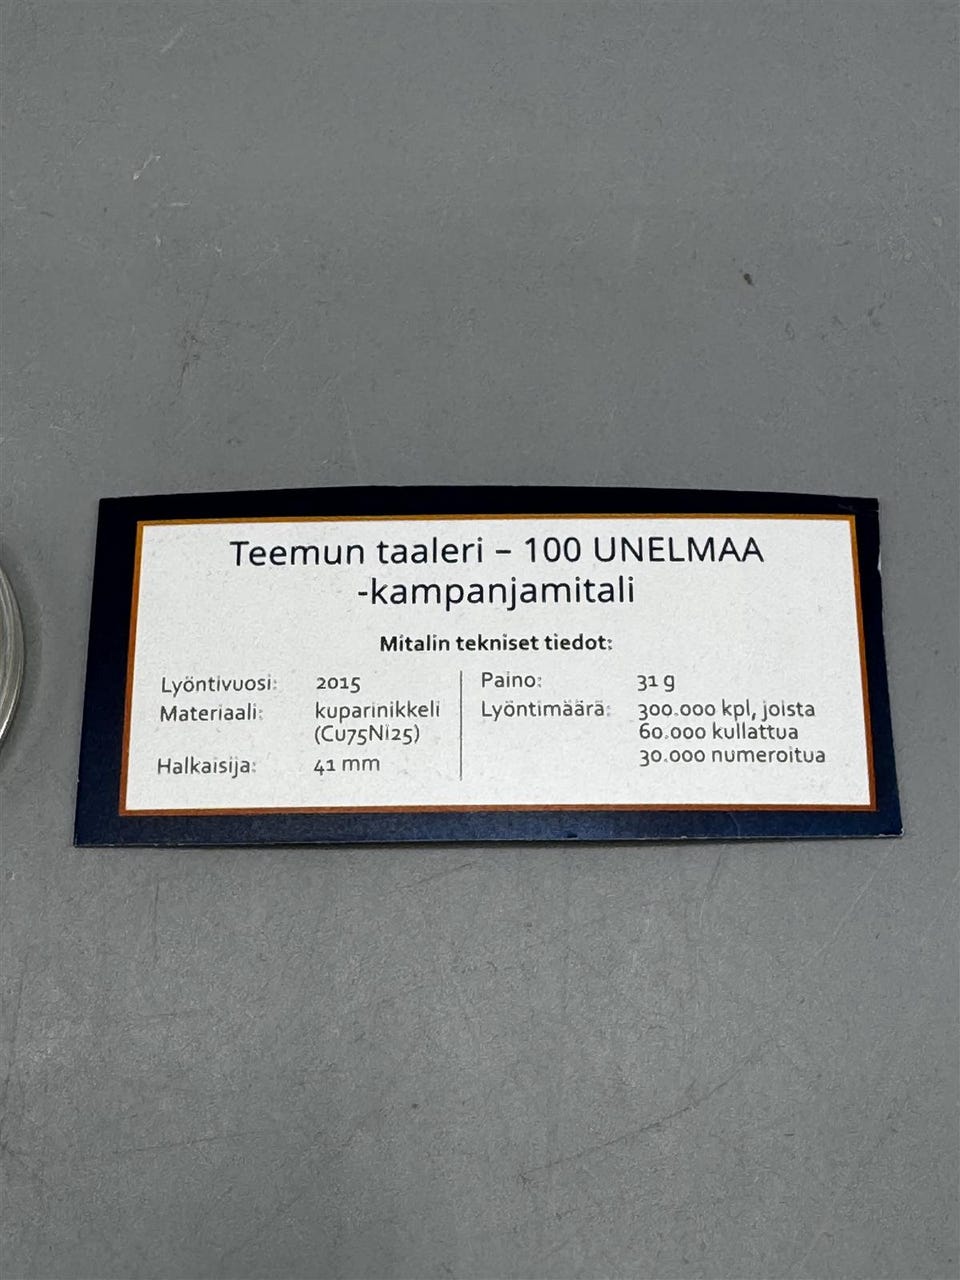 Teemun taaleri – 100 UNELMAA
-kampanjamitali
Mitalin tekniset tiedot:
Lyöntivuosi: 2015
Materiaali: kuparinikkeli
(Cu75Ni25)
Halkaisija: 41 mm
Paino: 31 g
Lyöntimäärä: 300.000 kpl, joista
60.000 kullattua
30.000 numeroitua